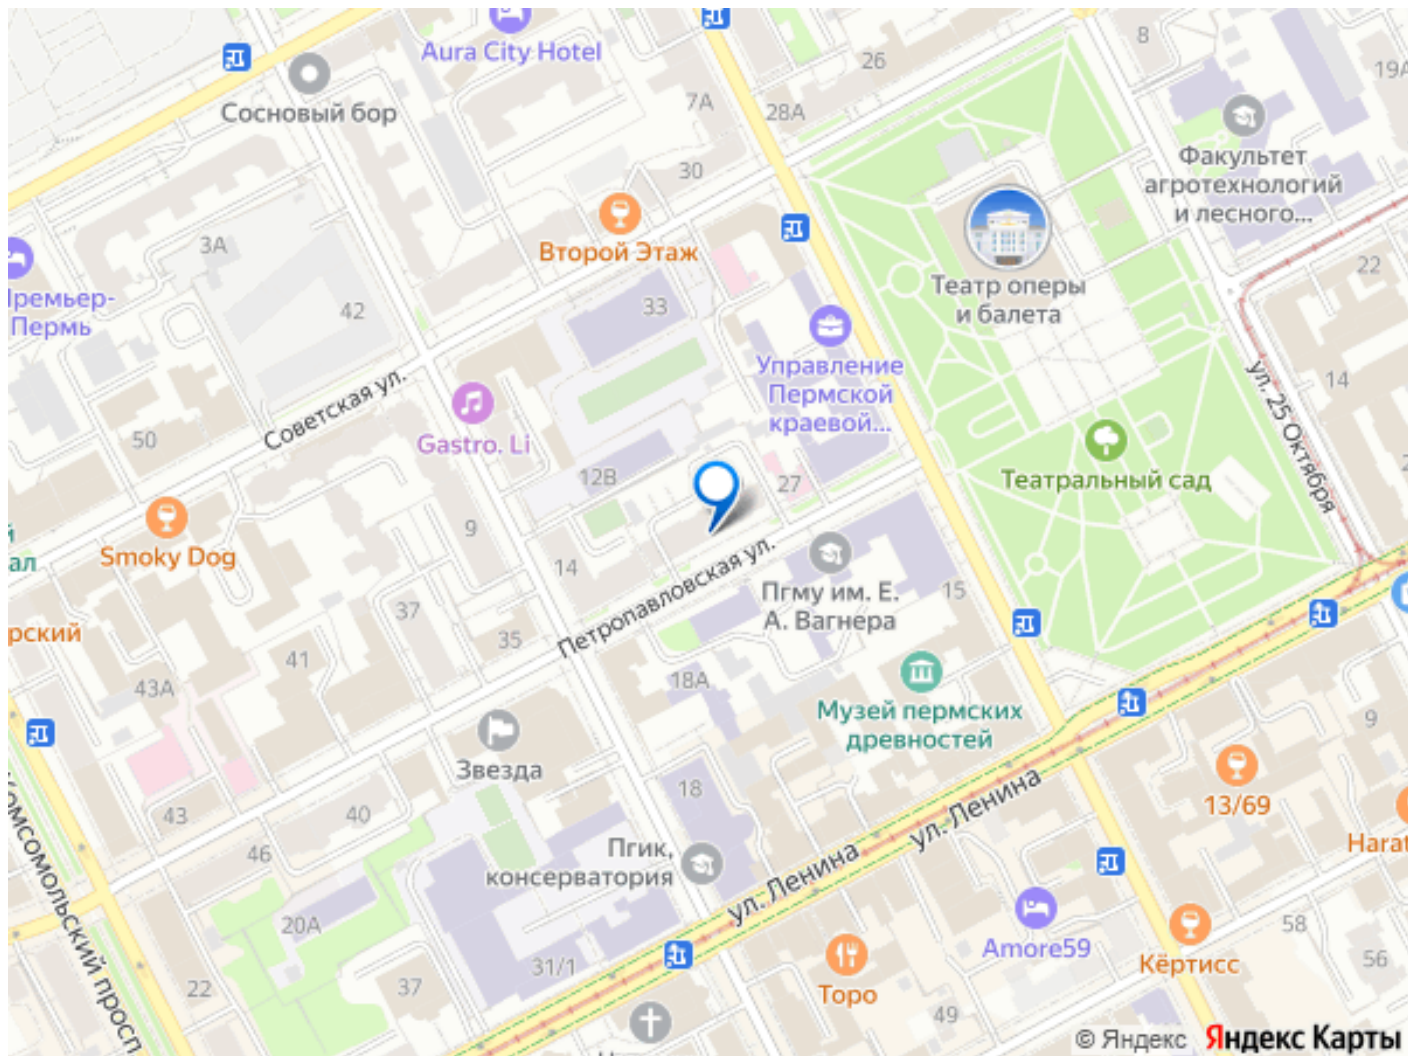 Aura City Hotel
Сосновый бор
26
8
19А
7А
28А
30
Факультет
агротехнологий
и лесного...
Второй Этаж
3А
Театр оперы
и балета
22
Премьер-
Пермь
42
33
Управление
Пермской
краевой...
ул. 25 Октября
14
Советская ул.
Gastro. Li
50
12В
27
Театральный сад
Smoky Dog
9
14
Петропавловская ул.
Пгму им. Е.
А. Вагнера
15
ал
рский
37
35
41
43А
18А
Музей пермских
древностей
Звезда
18
9
13/69
Harat
43
40
46
Пгик,
консерватория
ул. Ленина
ул. Ленина
Комсомольский просп
20А
22
37
31/1
Торо
49
Amore59
Кёртисс
58
56
© Яндекс Яндекс Карты